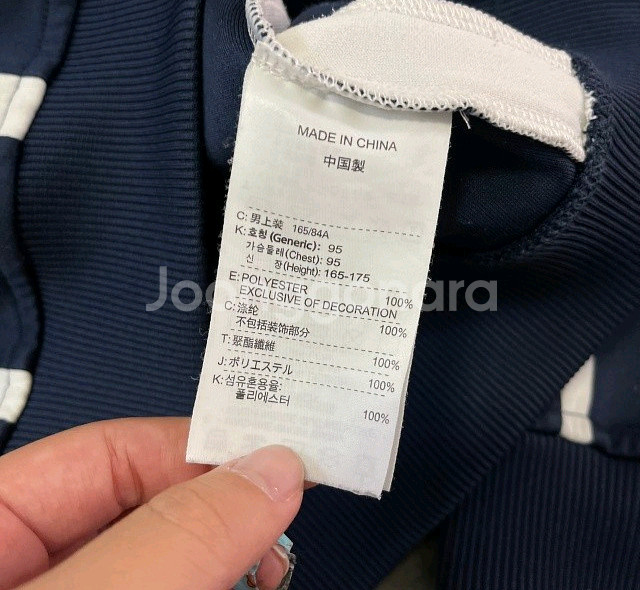 MADE IN CHINA
中国製
C: 男上装 165/84A
K: 호칭 (Generic): 95
가슴둘레(Chest): 95
신 장(Height): 165-175
E: POLYESTER 100%
EXCLUSIVE OF DECORATION
C: 涤纶 100%
不包括装饰部分
T: 聚酯纖維 100%
J: ポリエステル 100%
K: 섬유혼용율:
폴리에스터 100%